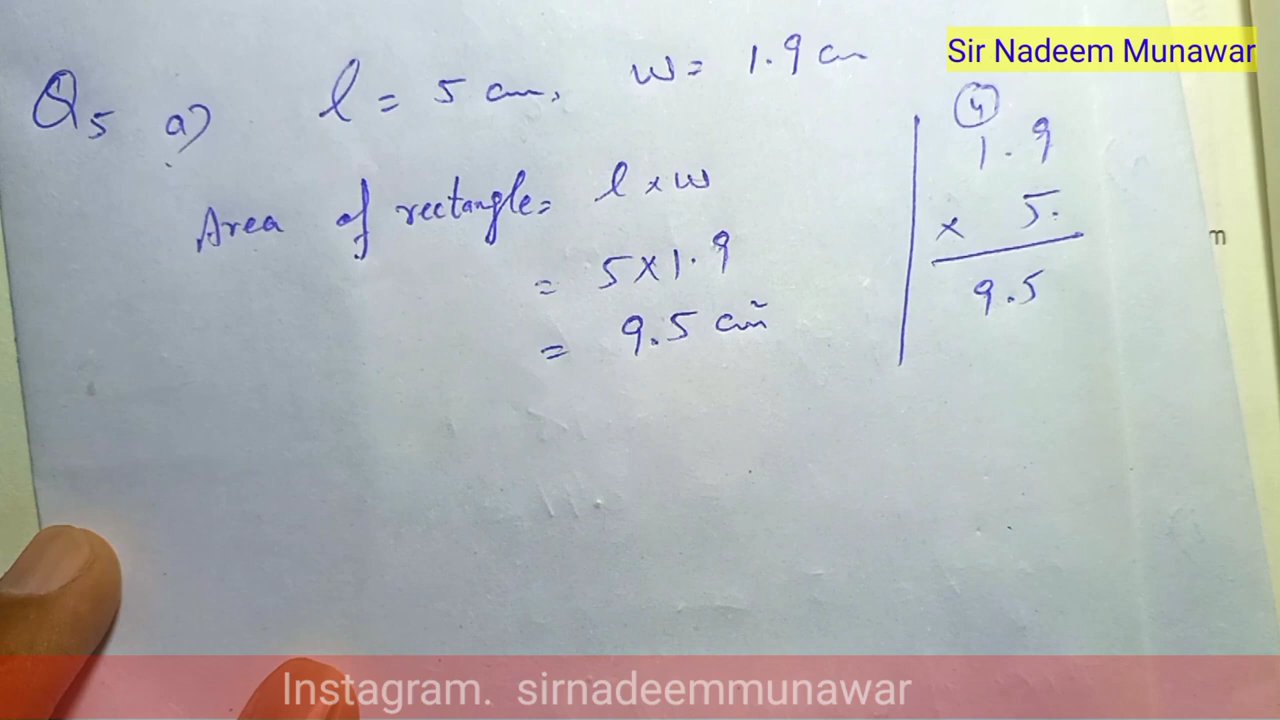 Sir Nadeem Munawar
Q5 a) l = 5 cm, w = 1.9 cm
Area of rectangle = l × w
= 5 × 1.9
= 9.5 cm²
4
1.9
× 5.
9.5
m
Instagram. sirnadeemmunawar